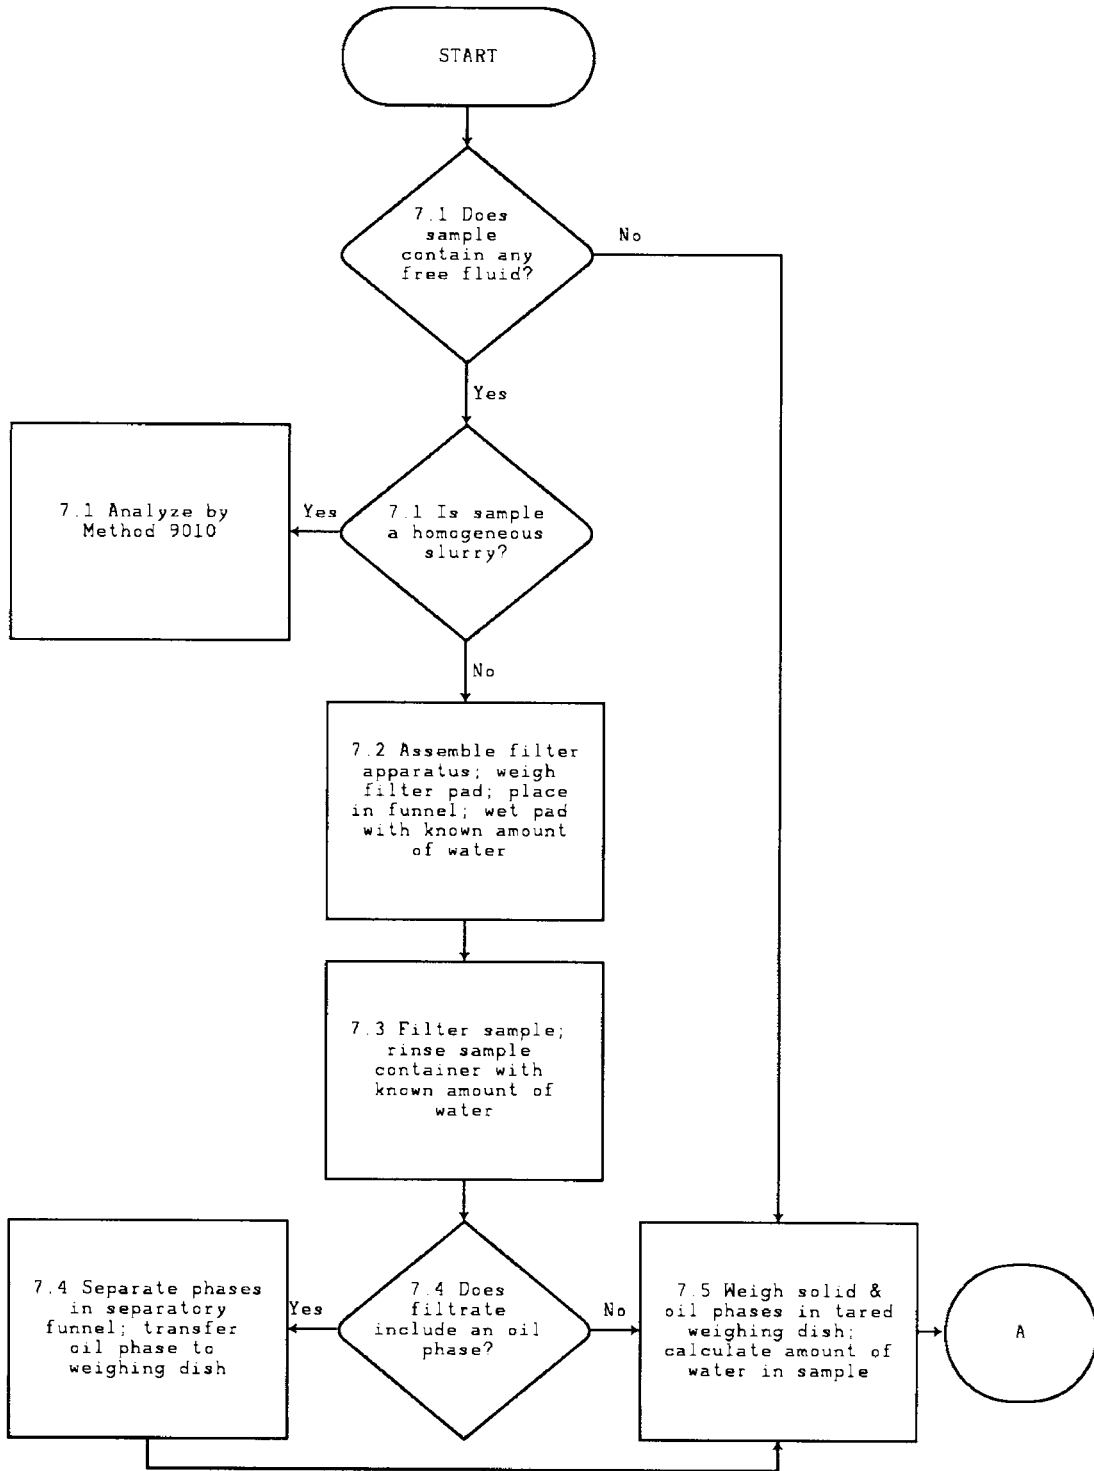 START
7.1 Does
sample
contain any
free fluid?
No
Yes
7.1 Analyze by
Method 9010
Yes
7.1 Is sample
a homogeneous
slurry?
No
7.2 Assemble filter
apparatus; weigh
filter pad; place
in funnel; wet pad
with known amount
of water
7.3 Filter sample;
rinse sample
container with
known amount of
water
7.4 Separate phases
in separatory
funnel; transfer
oil phase to
weighing dish
Yes
7.4 Does
filtrate
include an oil
phase?
No
7.5 Weigh solid &
oil phases in tared
weighing dish;
calculate amount of
water in sample
A